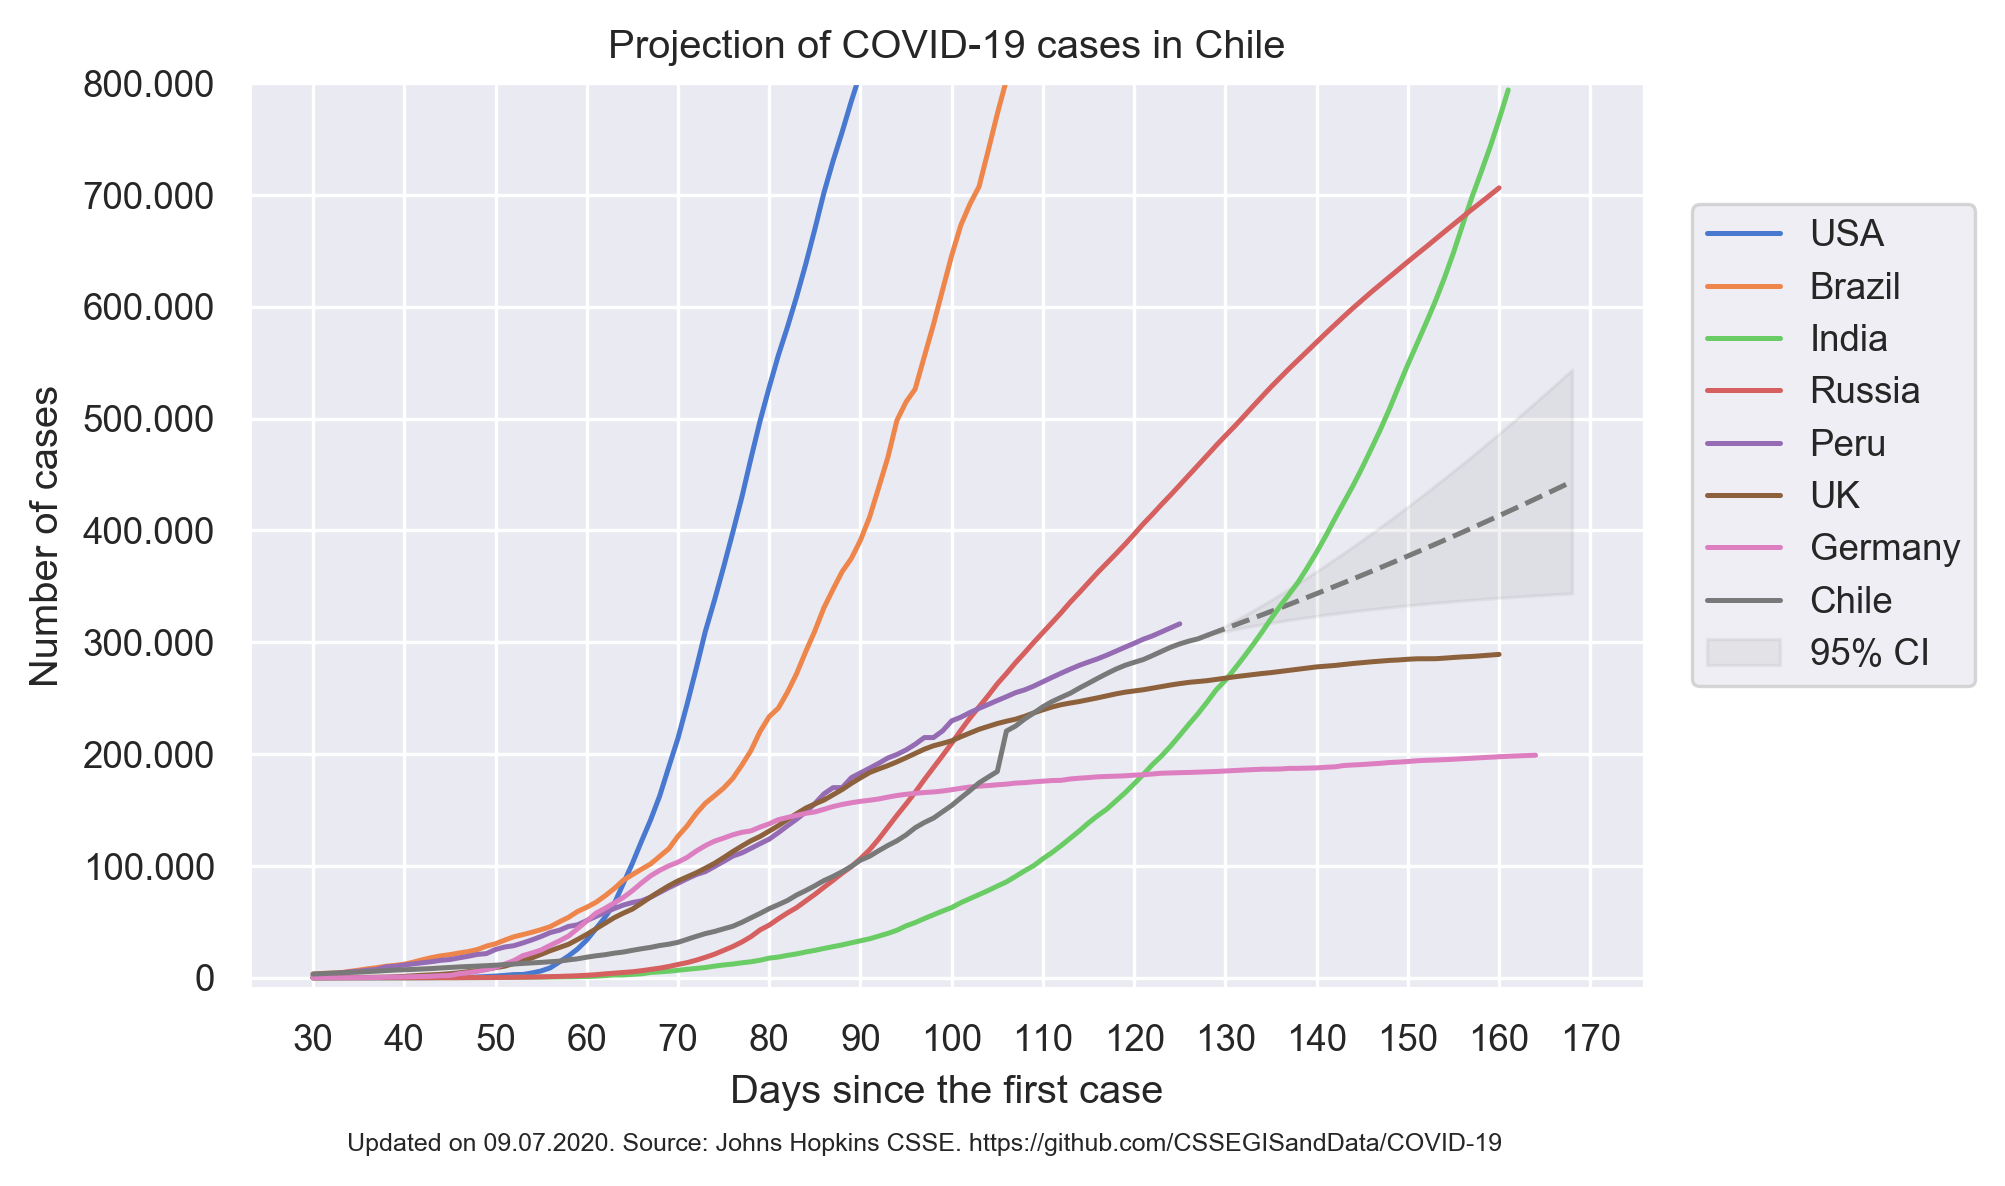 Projection of COVID-19 cases in Chile
800.000
700.000
600.000
500.000
400.000
300.000
200.000
100.000
0
Number of cases
30 40 50 60 70 80 90 100 110 120 130 140 150 160 170
Days since the first case
USA
Brazil
India
Russia
Peru
UK
Germany
Chile
95% CI
Updated on 09.07.2020. Source: Johns Hopkins CSSE. https://github.com/CSSEGISandData/COVID-19